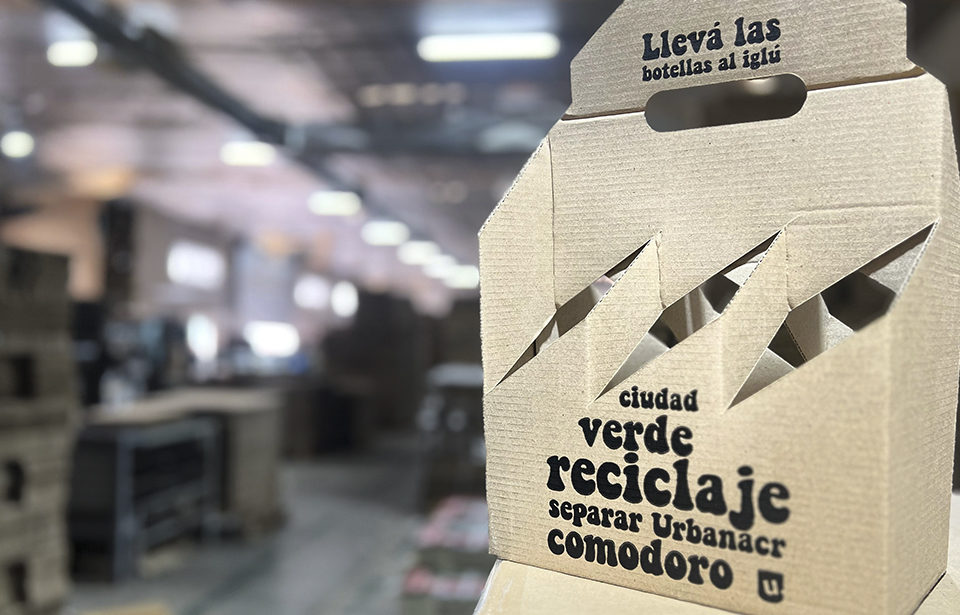 Llevá las
botellas al iglú
ciudad
verde
reciclaje
separar Urbanacr
comodoro